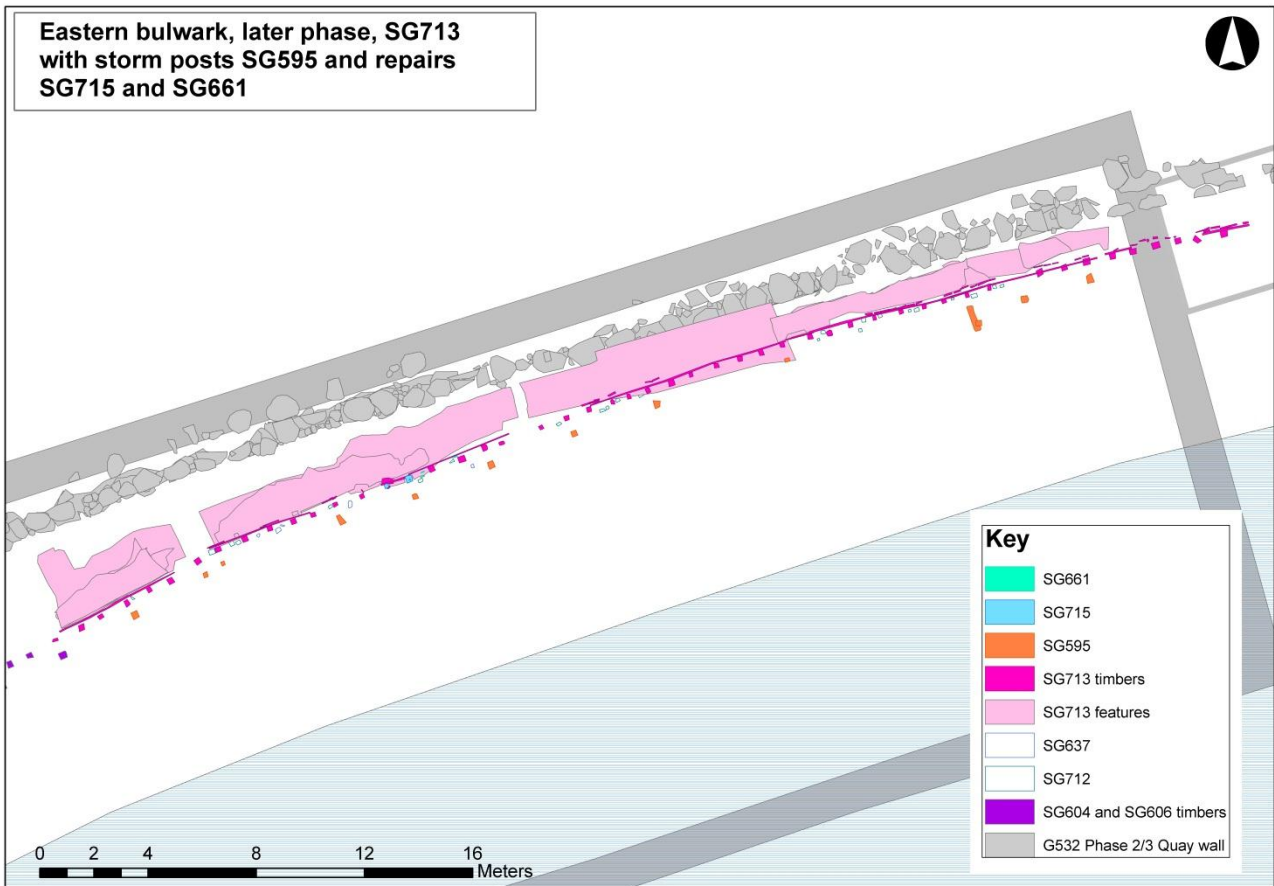 Eastern bulwark, later phase, SG713
with storm posts SG595 and repairs
SG715 and SG661
Key
SG661
SG715
SG595
SG713 timbers
SG713 features
SG637
SG712
SG604 and SG606 timbers
G532 Phase 2/3 Quay wall
0 2 4 8 12 16
Meters